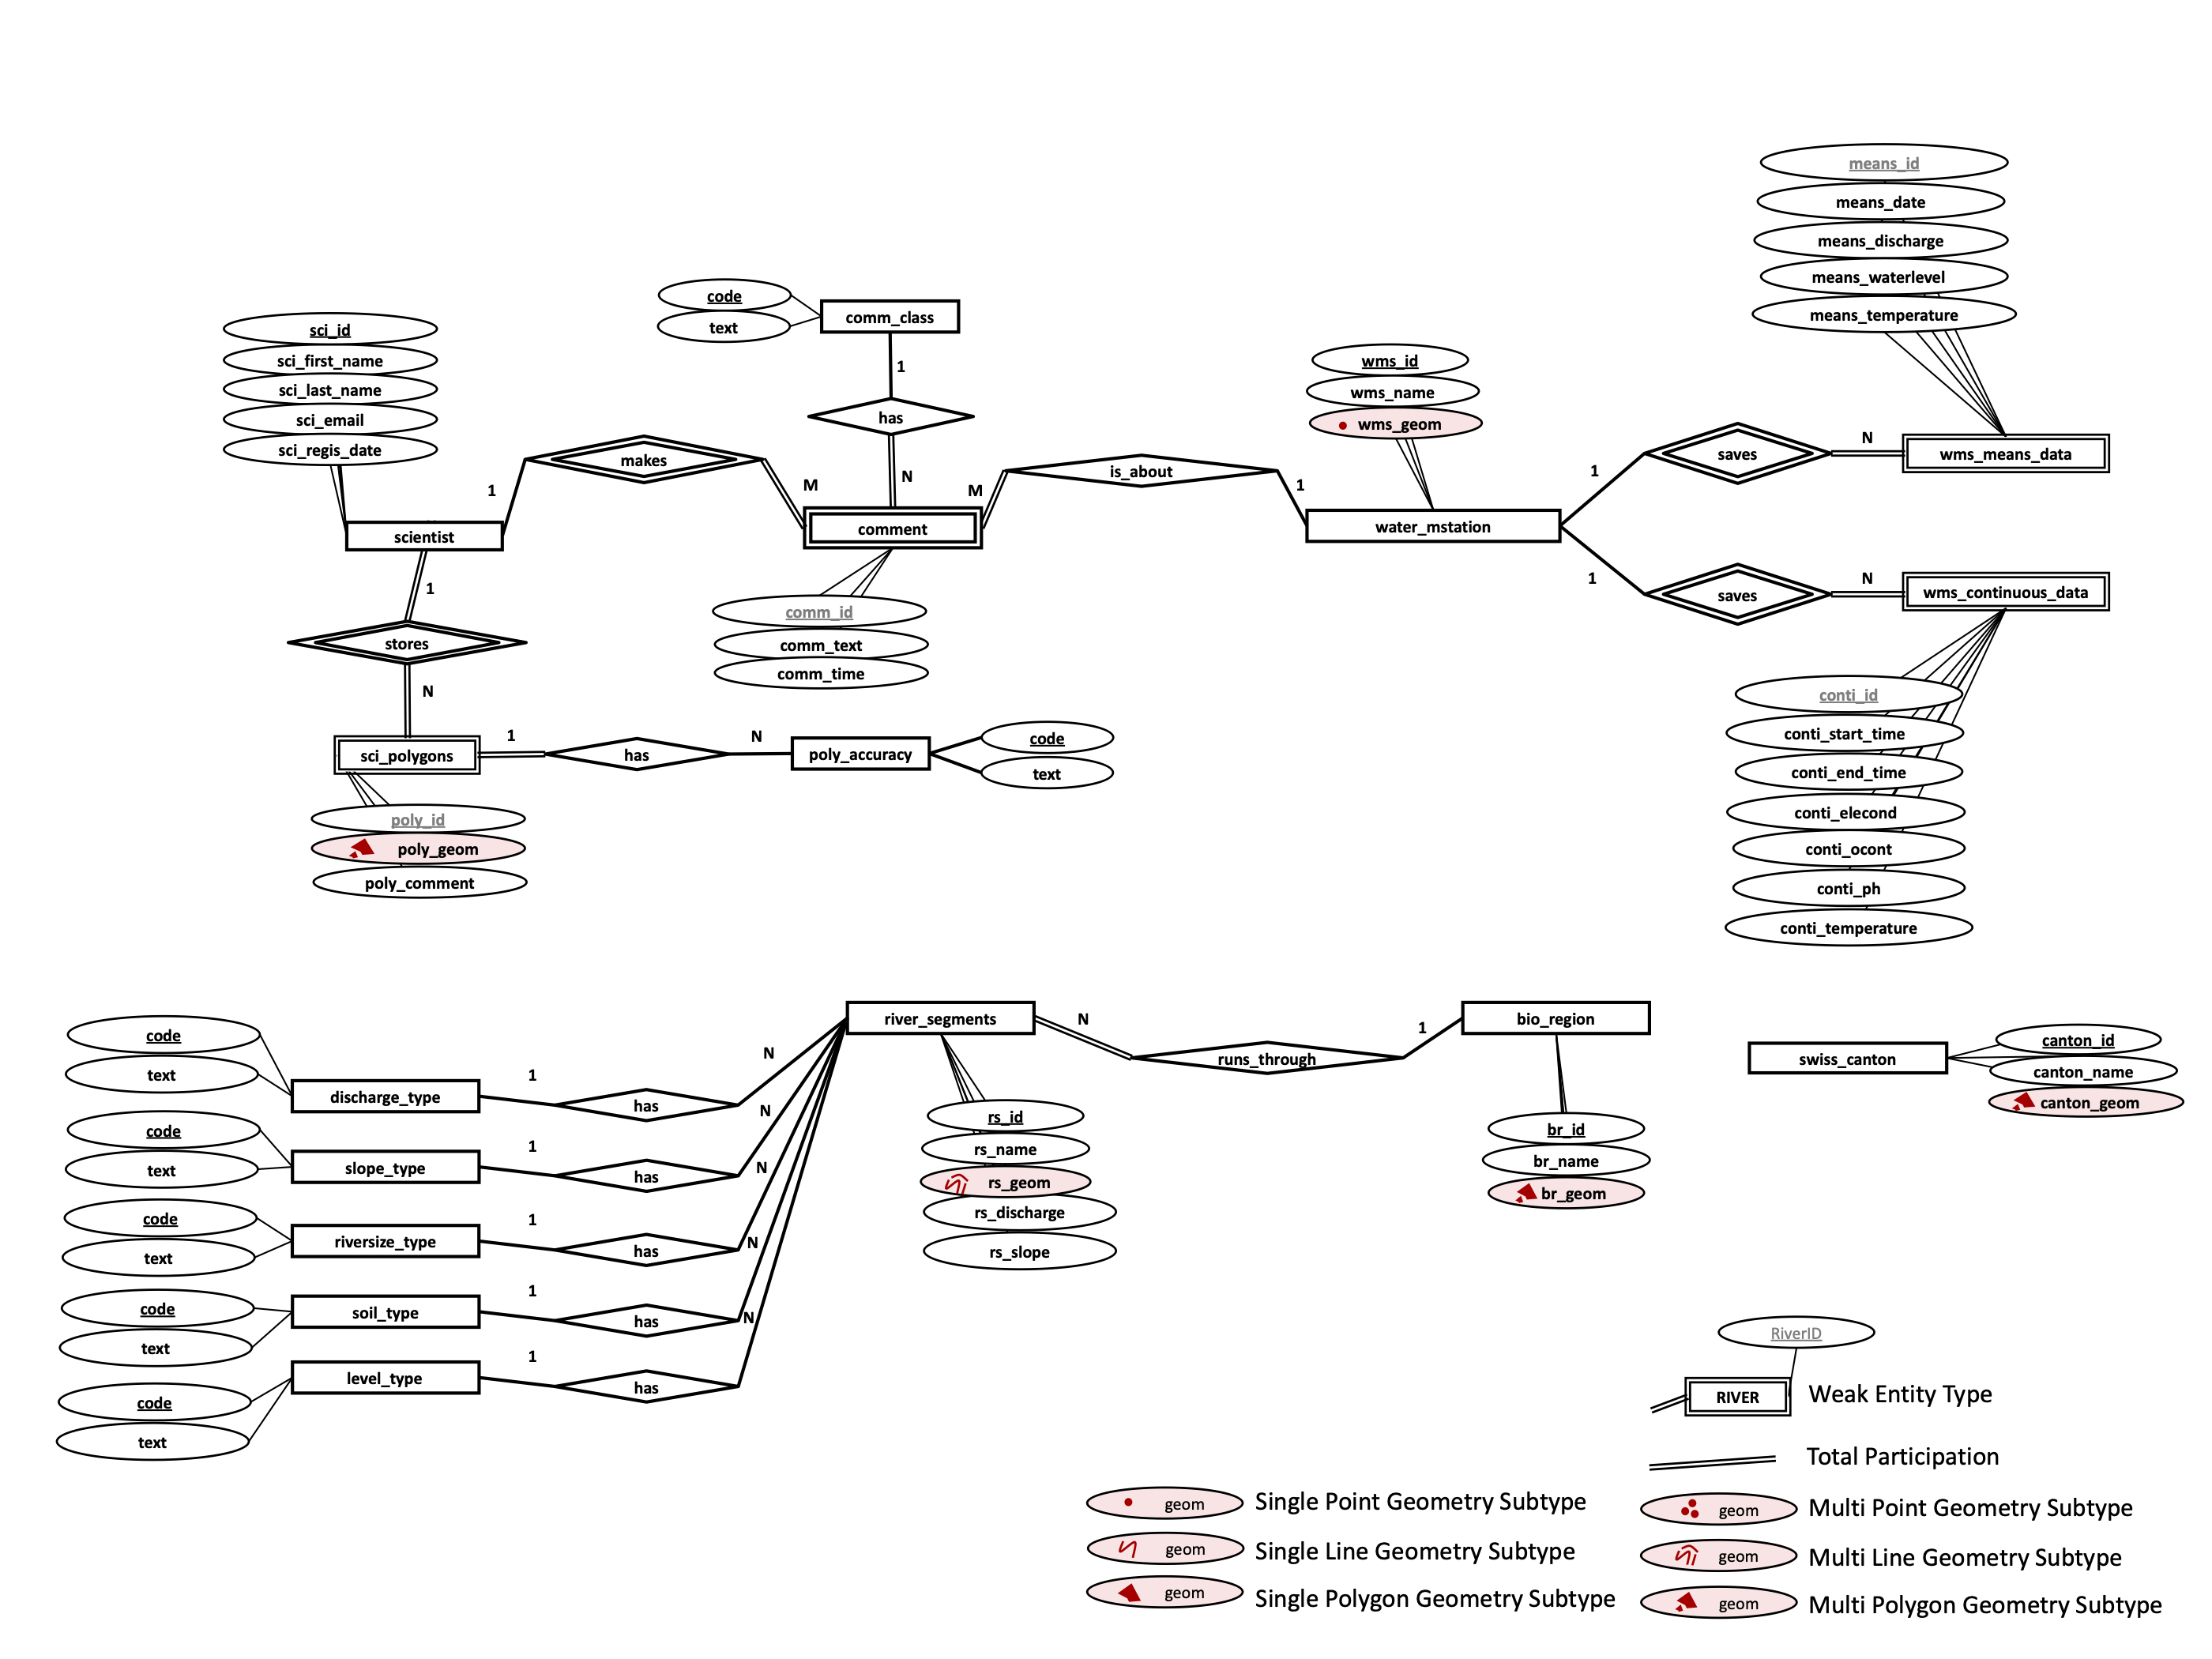 means_id
means_date
means_discharge
means_waterlevel
means_temperature
code
text
comm_class
sci_id
sci_first_name
sci_last_name
sci_email
sci_regis_date
1
has
N
wms_id
wms_name
wms_geom
makes
1
M
is_about
M
1
saves
1
N
wms_means_data
scientist
comment
water_mstation
1
saves
N
wms_continuous_data
1
stores
N
comm_id
comm_text
comm_time
sci_polygons
1
has
N
poly_accuracy
code
text
poly_id
poly_geom
poly_comment
conti_id
conti_start_time
conti_end_time
conti_elecond
conti_ocont
conti_ph
conti_temperature
river_segments
N
runs_through
1
bio_region
swiss_canton
canton_id
canton_name
canton_geom
rs_id
rs_name
rs_geom
rs_discharge
rs_slope
br_id
br_name
br_geom
code
text
discharge_type
1
has
N
code
text
slope_type
1
has
N
code
text
riversize_type
1
has
N
code
text
soil_type
1
has
N
code
text
level_type
1
has
N
RiverID
RIVER
Weak Entity Type
Total Participation
geom Single Point Geometry Subtype
geom Multi Point Geometry Subtype
geom Single Line Geometry Subtype
geom Multi Line Geometry Subtype
geom Single Polygon Geometry Subtype
geom Multi Polygon Geometry Subtype